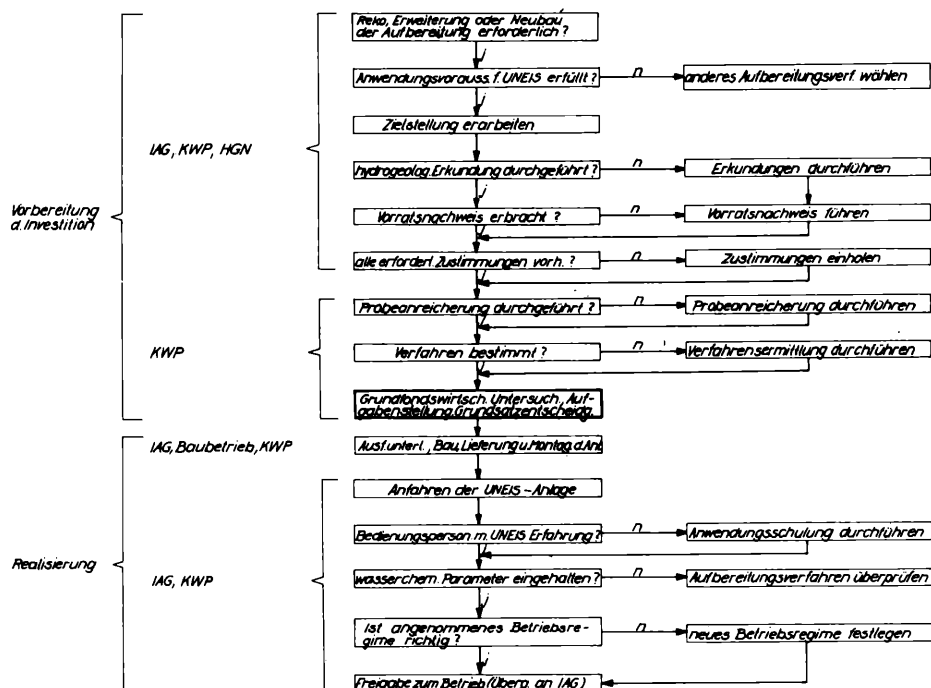 Reko, Erweiterung oder Neubau
der Aufbereitung erforderlich?
j
Anwendungsvorauss. f. UNEIS erfüllt?
n
anderes Aufbereitungsverf. wählen
j
Zielstellung erarbeiten
IAG, KWP, HGN
hydrogeolog. Erkundung durchgeführt?
n
Erkundungen durchführen
j
Vorbereitung
d. Investition
Vorratsnachweis erbracht?
n
Vorratsnachweis führen
j
alle erforderl. Zustimmungen vorh.?
n
Zustimmungen einholen
j
Probeanreicherung durchgeführt?
n
Probeanreicherung durchführen
j
KWP
Verfahren bestimmt?
n
Verfahrensermittlung durchführen
j
Grundfondswirtsch. Untersuch., Auf-
gabenstellung, Grundsatzentscheidg.
IAG, Baubetrieb, KWP
Ausf.unterl., Bau, Lieferung u. Montag. d. Anl
Anfahren der UNEIS-Anlage
Bedienungsperson. m. UNEIS Erfahrung?
n
Anwendungsschulung durchführen
j
Realisierung
IAG, KWP
wasserchem. Parameter eingehalten?
n
Aufbereitungsverfahren überprüfen
j
Ist angenommenes Betriebsre-
gime richtig?
n
neues Betriebsregime festlegen
j
Freigabe zum Betrieb (Überg. an IAG)